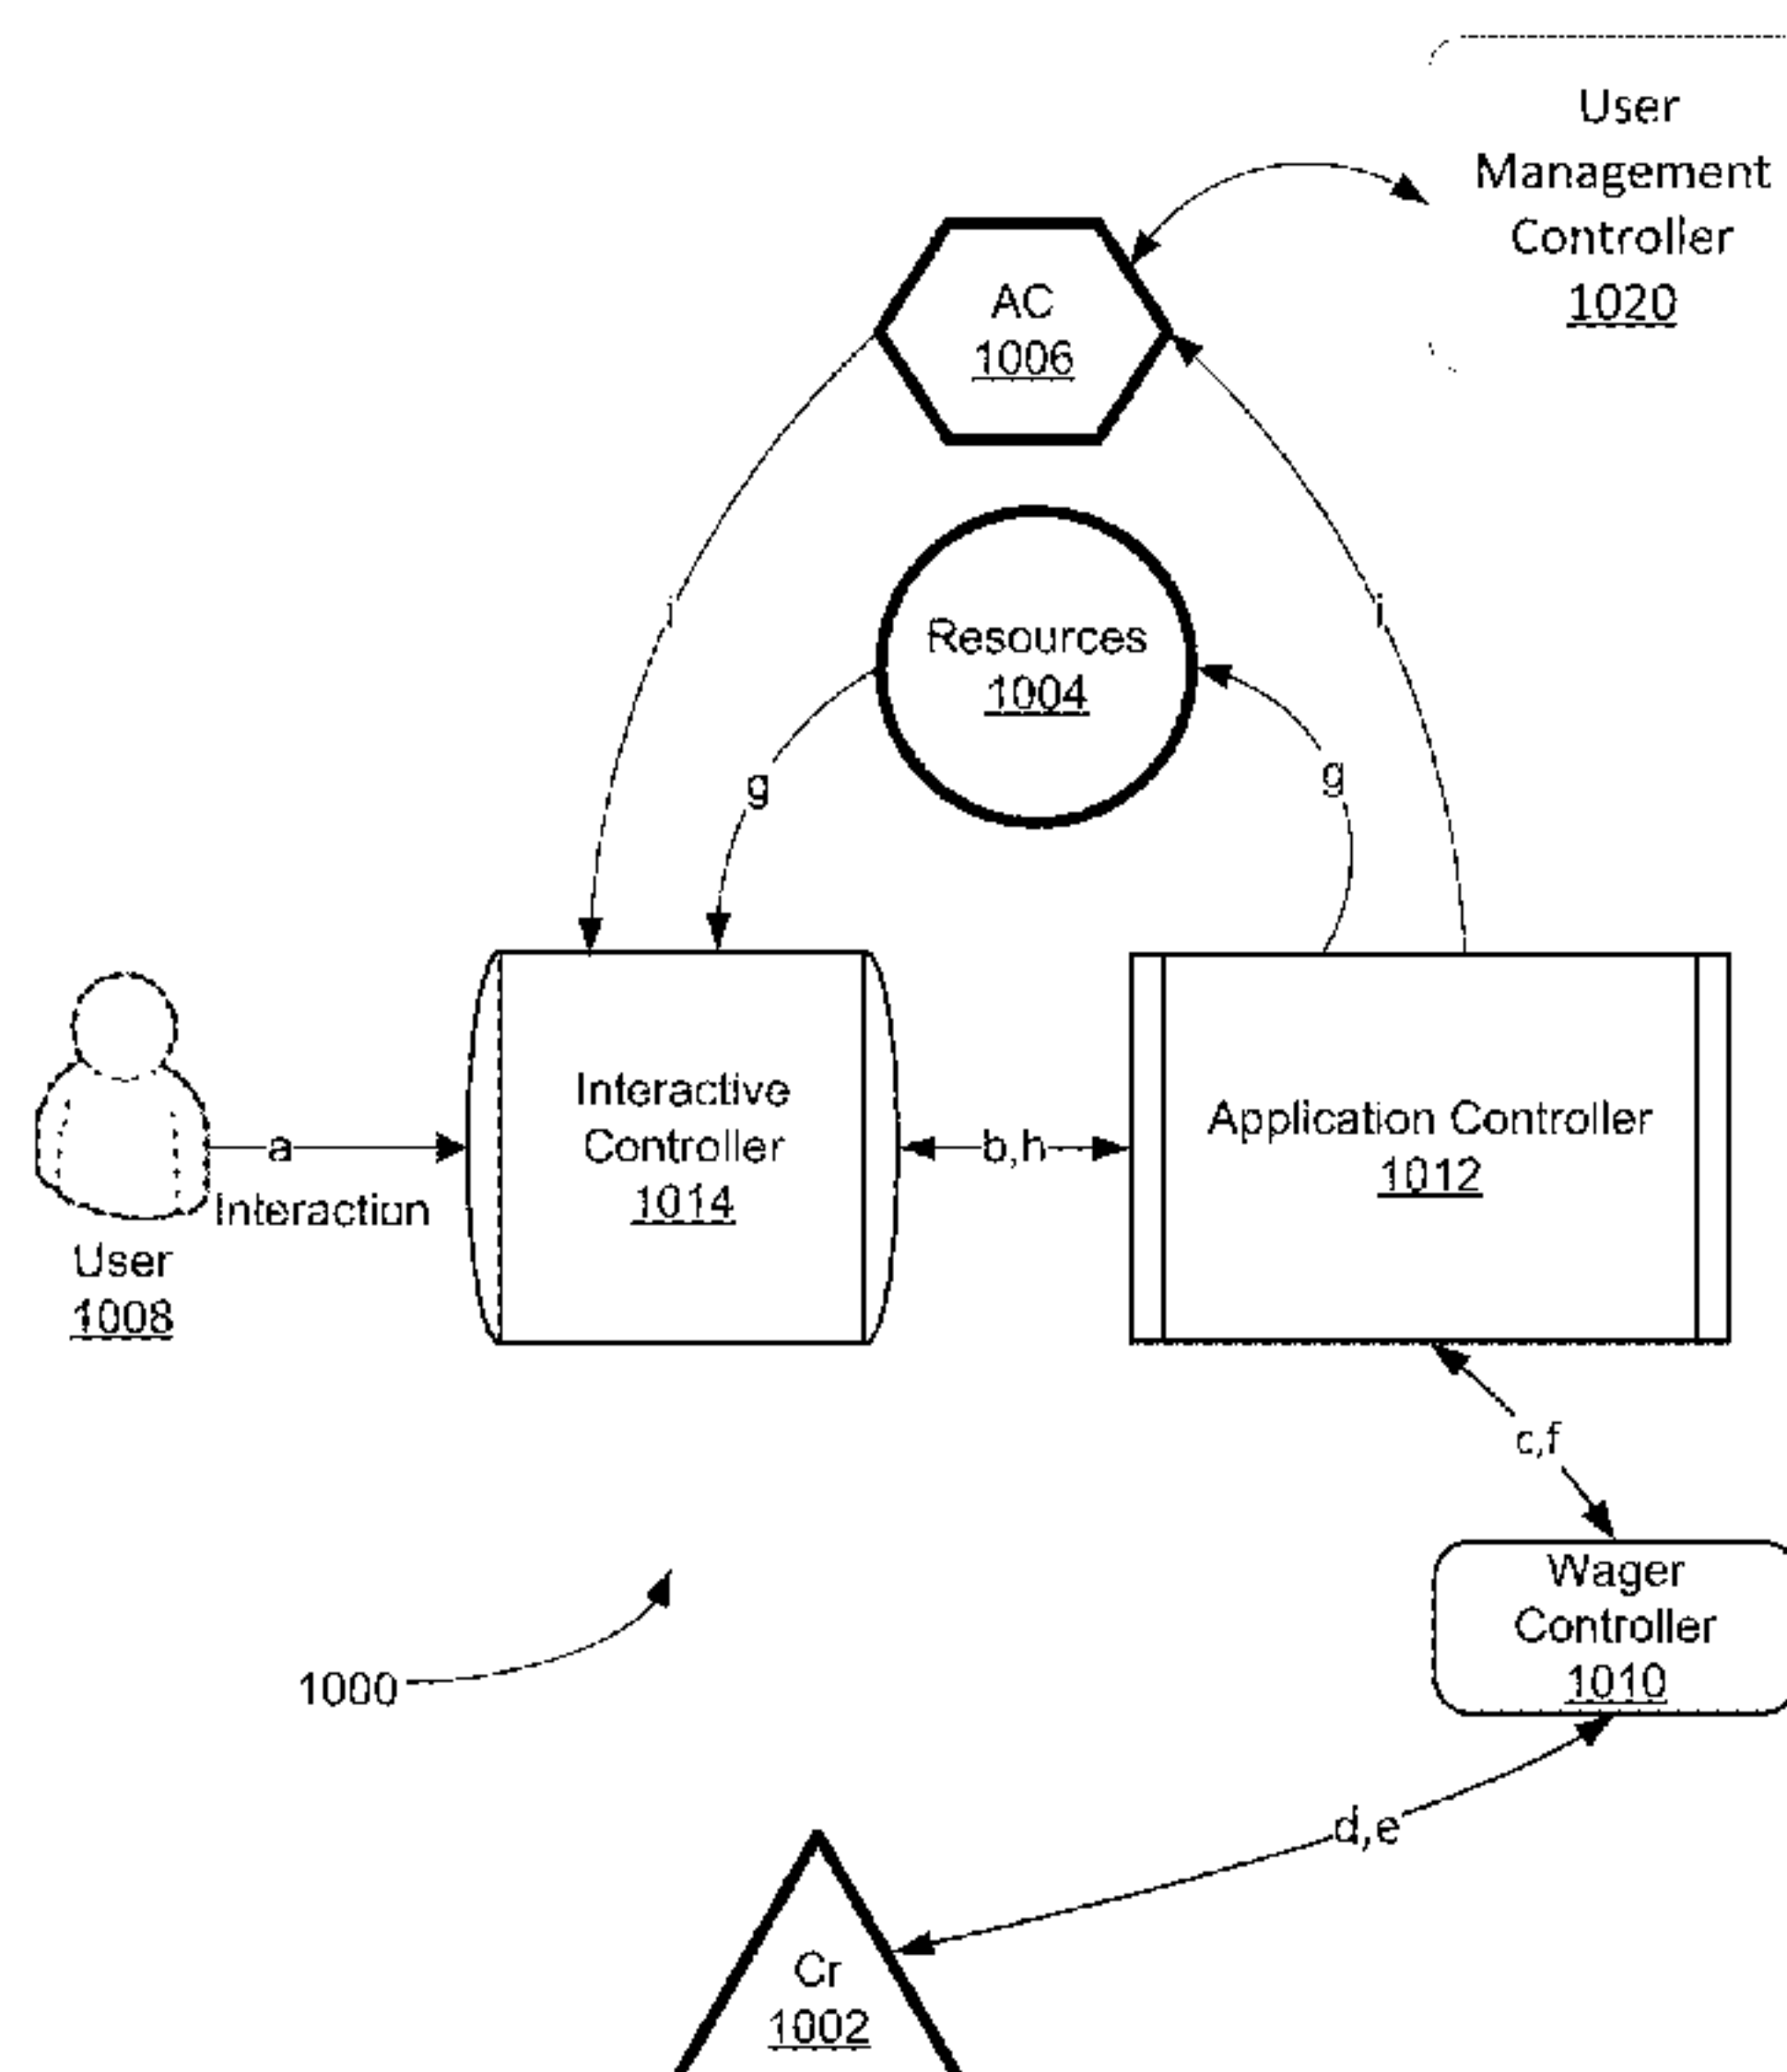 User
Management
Controller
1020
AC
1006
Resources
1004
g
g
Interactive
Controller
1014
Application Controller
1012
a
Interaction
b,h
User
1008
c,f
Wager
Controller
1010
1000
d,e
Cr
1002